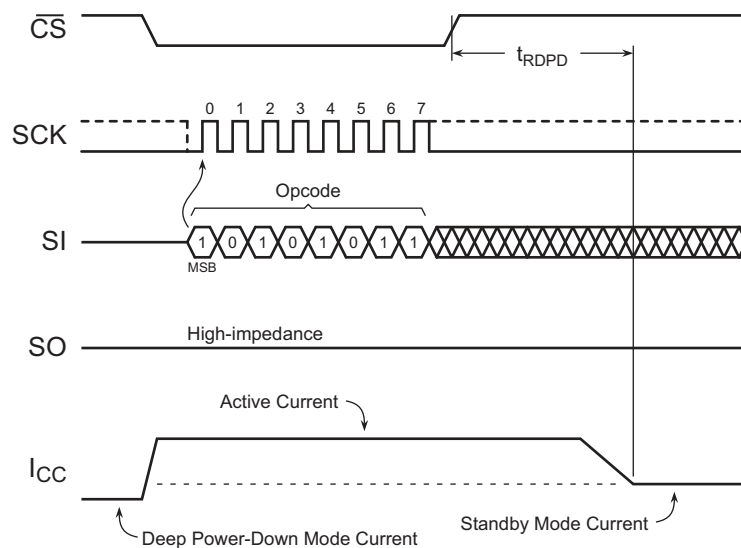 CS
tRDPD
SCK
0 1 2 3 4 5 6 7
Opcode
SI
1 0 1 0 1 0 1 1
MSB
SO
High-impedance
Active Current
ICC
Deep Power-Down Mode Current
Standby Mode Current